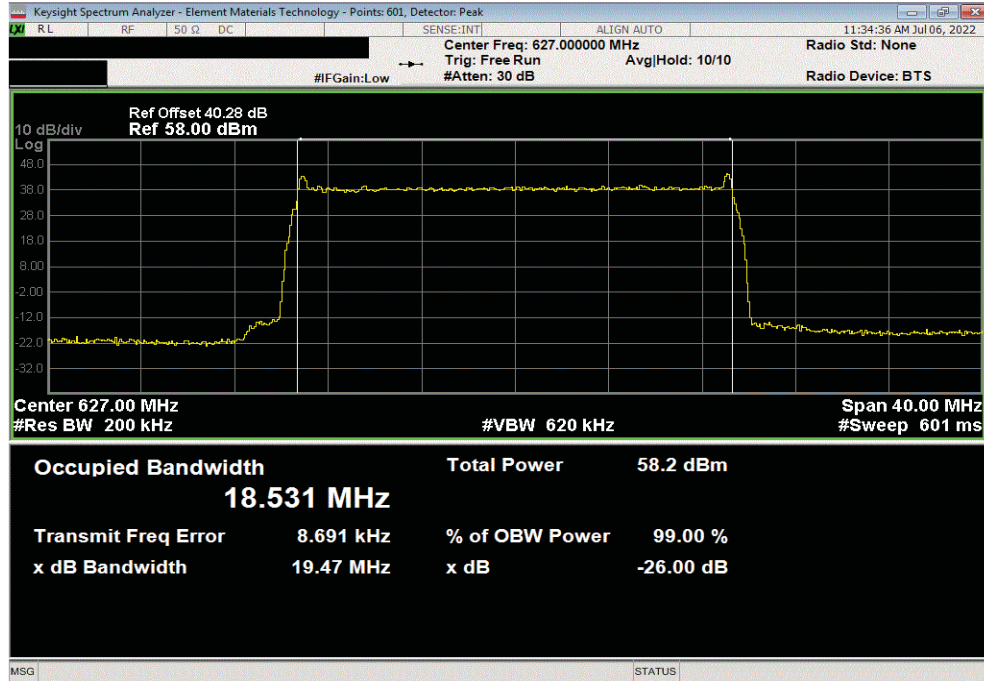 Keysight Spectrum Analyzer - Element Materials Technology - Points: 601, Detector: Peak
LXI RL RF 50 Ω DC SENSE:INT ALIGN AUTO 11:34:36 AM Jul 06, 2022
Center Freq: 627.000000 MHz Radio Std: None
Trig: Free Run Avg|Hold: 10/10
#IFGain:Low #Atten: 30 dB Radio Device: BTS
Ref Offset 40.28 dB
10 dB/div Ref 58.00 dBm
Log
48.0
38.0
28.0
18.0
8.00
-2.00
-12.0
-22.0
-32.0
Center 627.00 MHz Span 40.00 MHz
#Res BW 200 kHz #VBW 620 kHz #Sweep 601 ms
Occupied Bandwidth Total Power 58.2 dBm
18.531 MHz
Transmit Freq Error 8.691 kHz % of OBW Power 99.00 %
x dB Bandwidth 19.47 MHz x dB -26.00 dB
MSG STATUS